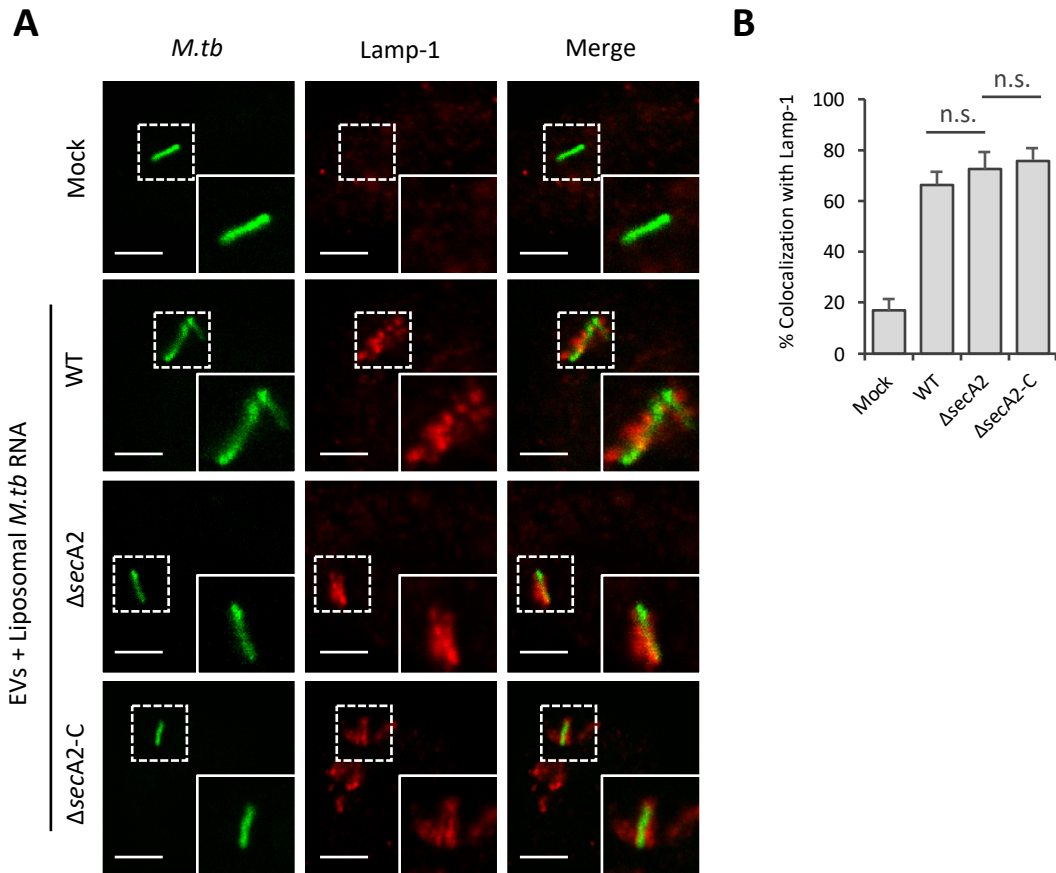 A
M.tb
Lamp-1
Merge
Mock
EVs + Liposomal M.tb RNA
WT
ΔsecA2
ΔsecA2-C
B
% Colocalization with Lamp-1
100
80
60
40
20
0
n.s.
n.s.
Mock
WT
ΔsecA2
ΔsecA2-C